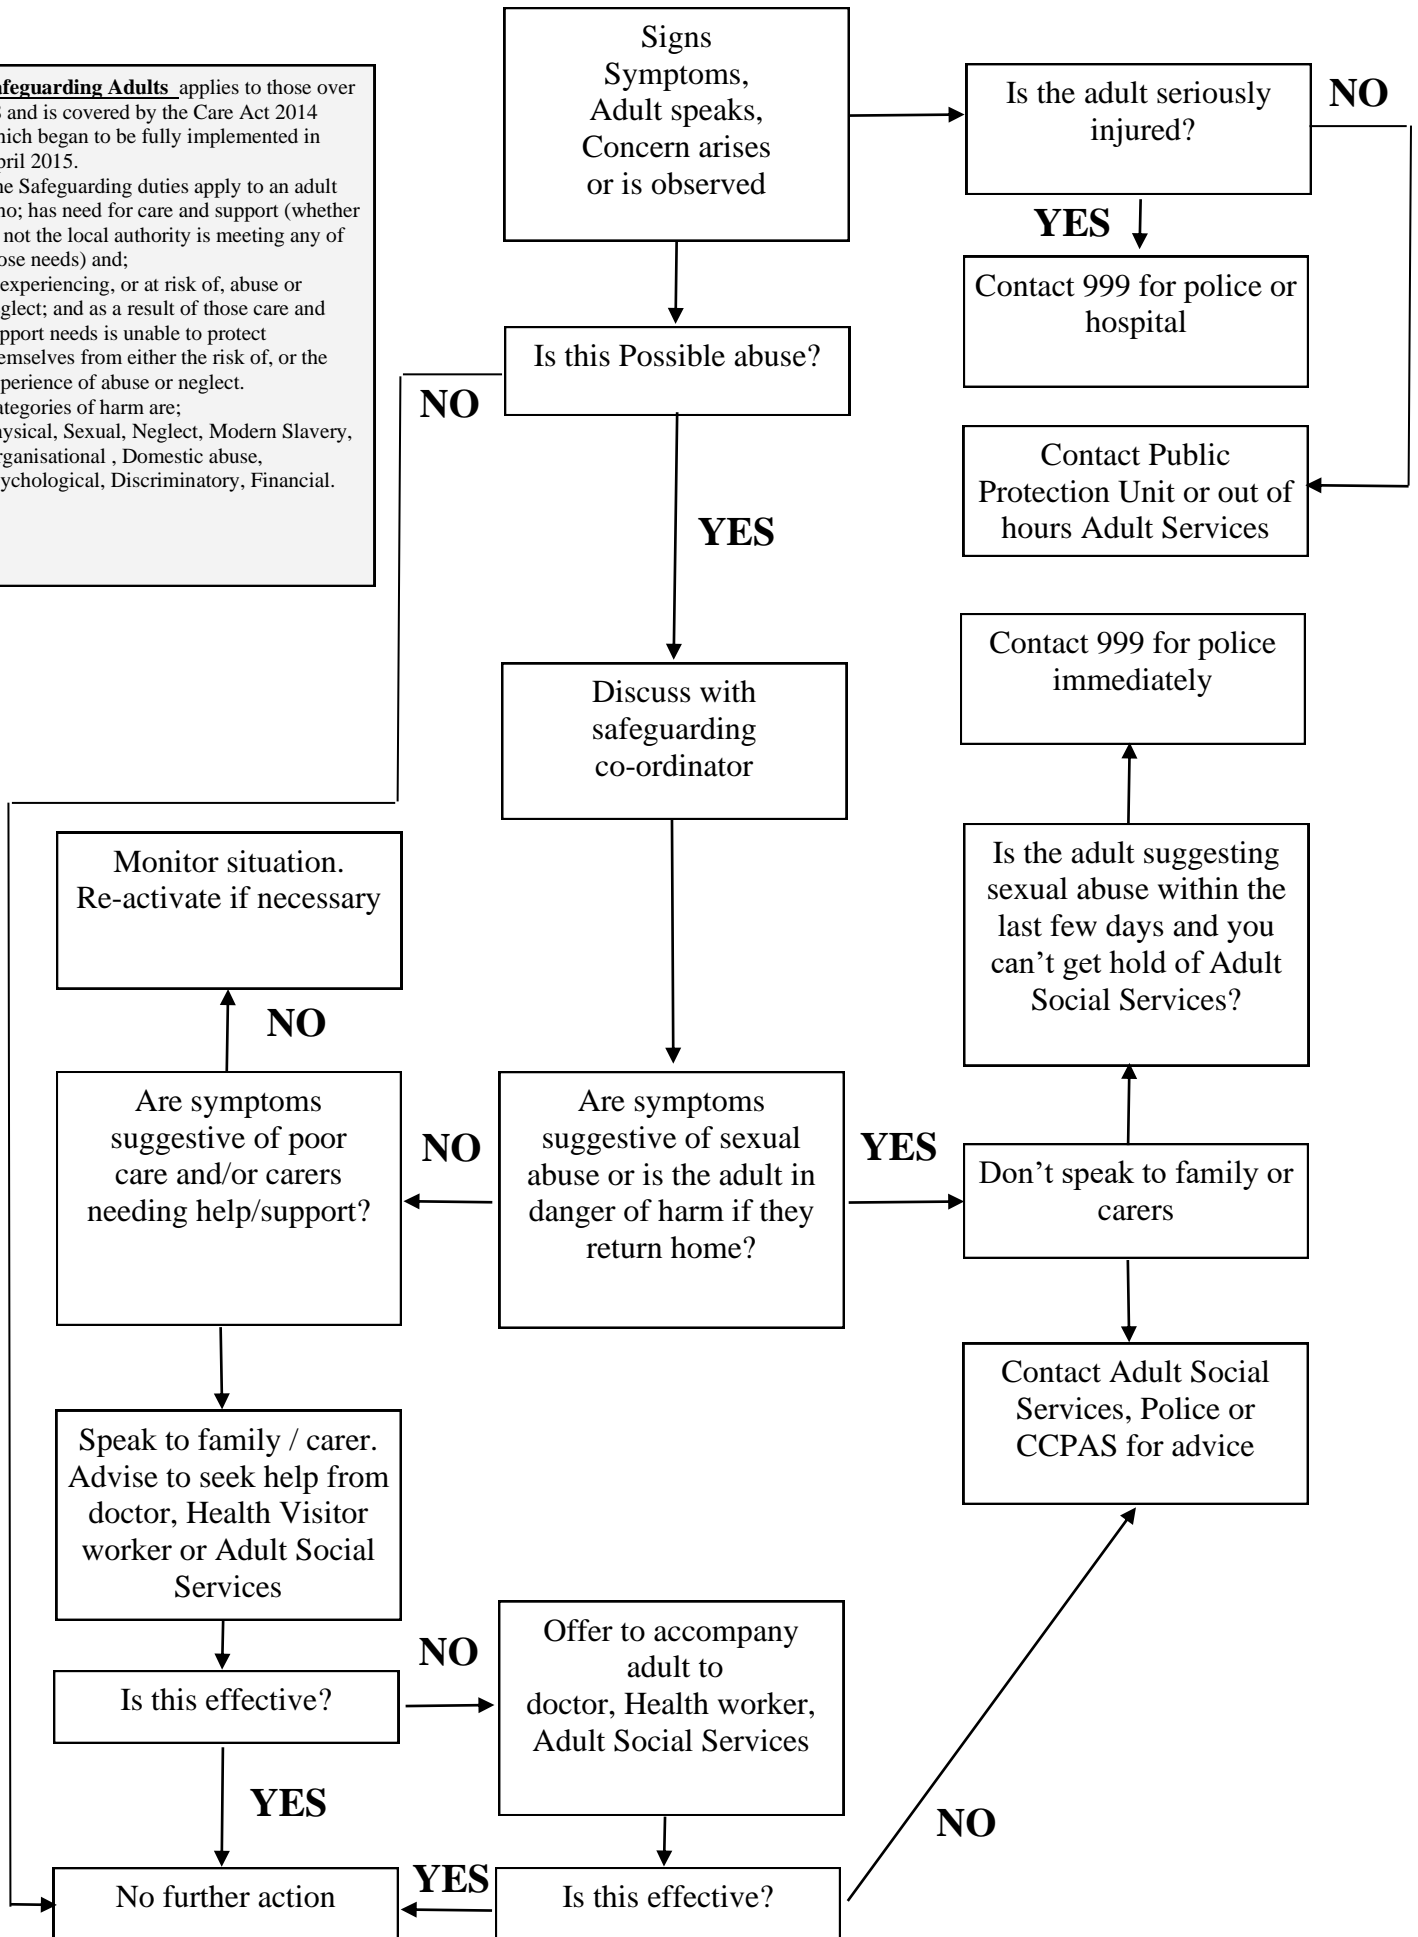 Signs
Symptoms,
Adult speaks,
Concern arises
or is observed
Is the adult seriously
injured?
NO
afeguarding Adults applies to those over
and is covered by the Care Act 2014
hich began to be fully implemented in
pril 2015.
he Safeguarding duties apply to an adult
ho; has need for care and support (whether
not the local authority is meeting any of
ose needs) and;
experiencing, or at risk of, abuse or
glect; and as a result of those care and
pport needs is unable to protect
emselves from either the risk of, or the
perience of abuse or neglect.
ategories of harm are;
ysical, Sexual, Neglect, Modern Slavery,
rganisational , Domestic abuse,
ychological, Discriminatory, Financial.
YES
Contact 999 for police or
hospital
Is this Possible abuse?
NO
Contact Public
Protection Unit or out of
hours Adult Services
YES
Contact 999 for police
immediately
Discuss with
safeguarding
co-ordinator
Monitor situation.
Re-activate if necessary
Is the adult suggesting
sexual abuse within the
last few days and you
can’t get hold of Adult
Social Services?
NO
Are symptoms
suggestive of poor
care and/or carers
needing help/support?
NO
Are symptoms
suggestive of sexual
abuse or is the adult in
danger of harm if they
return home?
YES
Don’t speak to family or
carers
Contact Adult Social
Services, Police or
CCPAS for advice
Speak to family / carer.
Advise to seek help from
doctor, Health Visitor
worker or Adult Social
Services
NO
Offer to accompany
adult to
doctor, Health worker,
Adult Social Services
Is this effective?
YES
NO
No further action
YES
Is this effective?